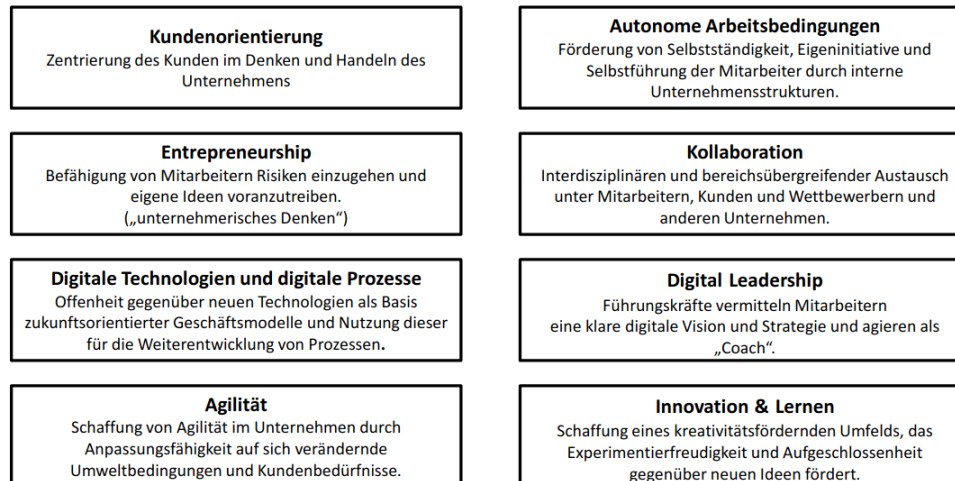 Kundenorientierung
Zentrierung des Kunden im Denken und Handeln des
Unternehmens
Autonome Arbeitsbedingungen
Förderung von Selbstständigkeit, Eigeninitiative und
Selbstführung der Mitarbeiter durch interne
Unternehmensstrukturen.
Entrepreneurship
Befähigung von Mitarbeitern Risiken einzugehen und
eigene Ideen voranzutreiben.
(„unternehmerisches Denken“)
Kollaboration
Interdisziplinären und bereichsübergreifender Austausch
unter Mitarbeitern, Kunden und Wettbewerbern und
anderen Unternehmen.
Digitale Technologien und digitale Prozesse
Offenheit gegenüber neuen Technologien als Basis
zukunftsorientierter Geschäftsmodelle und Nutzung dieser
für die Weiterentwicklung von Prozessen.
Digital Leadership
Führungskräfte vermitteln Mitarbeitern
eine klare digitale Vision und Strategie und agieren als
„Coach“.
Agilität
Schaffung von Agilität im Unternehmen durch
Anpassungsfähigkeit auf sich verändernde
Umweltbedingungen und Kundenbedürfnisse.
Innovation & Lernen
Schaffung eines kreativitätsfördernden Umfelds, das
Experimentierfreudigkeit und Aufgeschlossenheit
gegenüber neuen Ideen fördert.